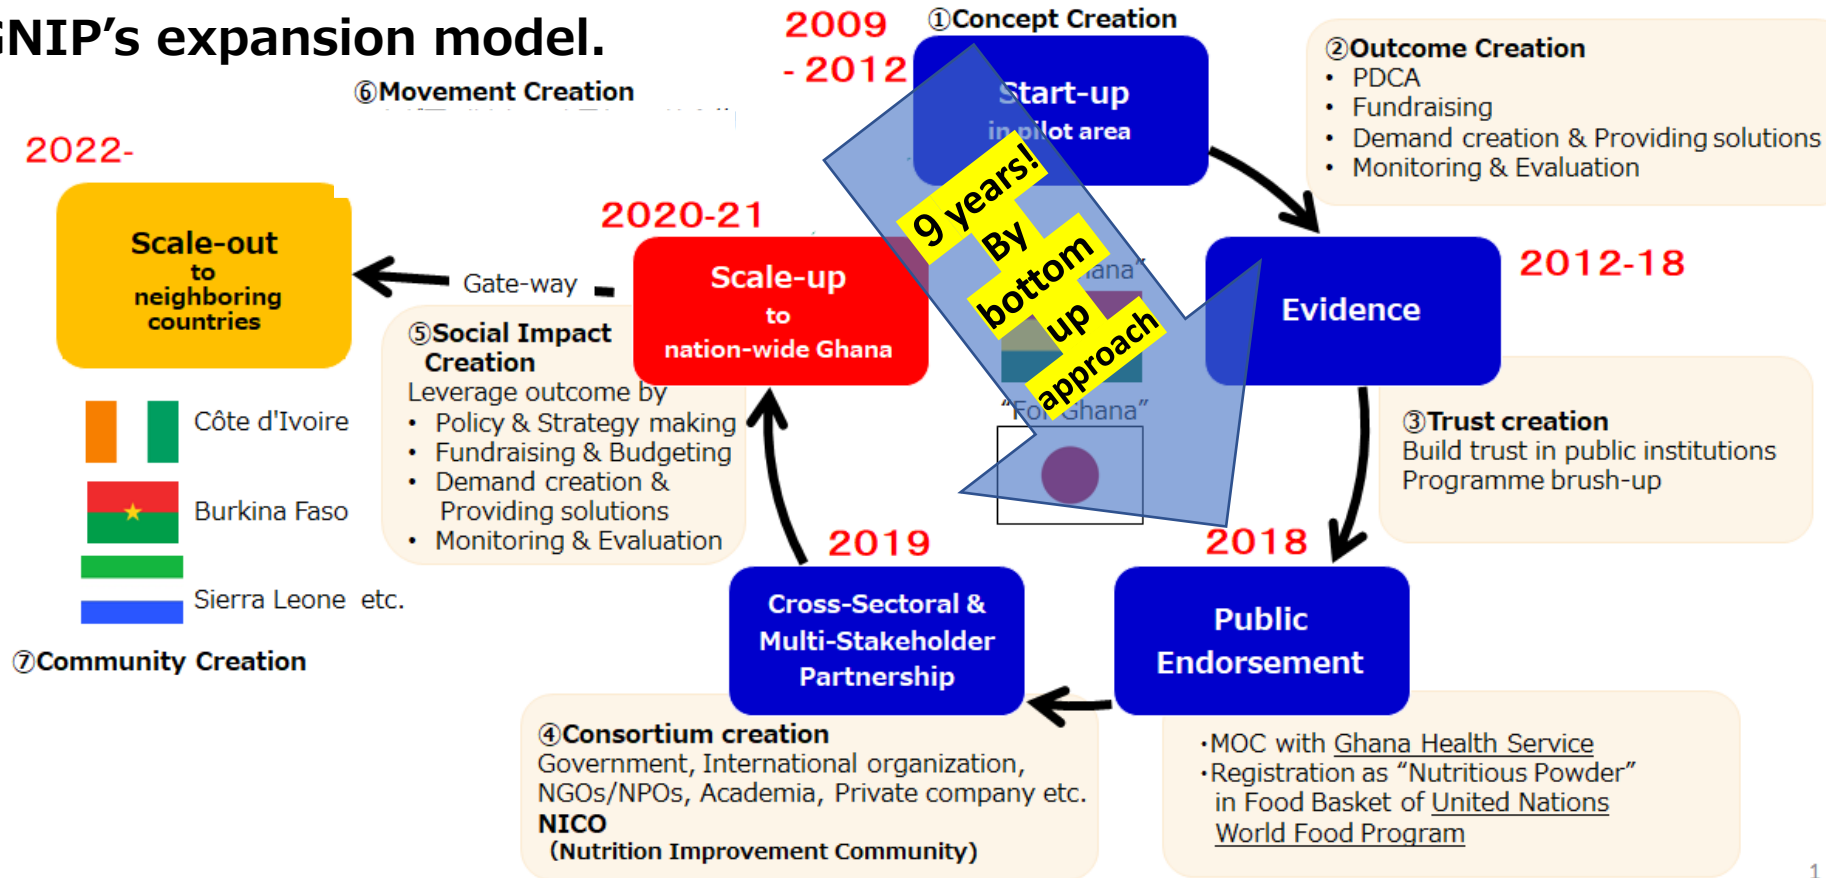 GNIP’s expansion model.
2009
- 2012
①Concept Creation
Start-up
in pilot area
②Outcome Creation
• PDCA
• Fundraising
• Demand creation & Providing solutions
• Monitoring & Evaluation
⑥Movement Creation
2022-
Scale-out
to
neighboring
countries
Gate-way
2020-21
Scale-up
to
nation-wide Ghana
9 years!
By
bottom
up
approach
“For Ghana”
Evidence
2012-18
⑤Social Impact
Creation
Leverage outcome by
• Policy & Strategy making
• Fundraising & Budgeting
• Demand creation &
Providing solutions
• Monitoring & Evaluation
Côte d'Ivoire
Burkina Faso
Sierra Leone etc.
⑦Community Creation
③Trust creation
Build trust in public institutions
Programme brush-up
2019
Cross-Sectoral &
Multi-Stakeholder
Partnership
2018
Public
Endorsement
④Consortium creation
Government, International organization,
NGOs/NPOs, Academia, Private company etc.
NICO
(Nutrition Improvement Community)
・MOC with Ghana Health Service
・Registration as “Nutritious Powder”
in Food Basket of United Nations
World Food Program
1